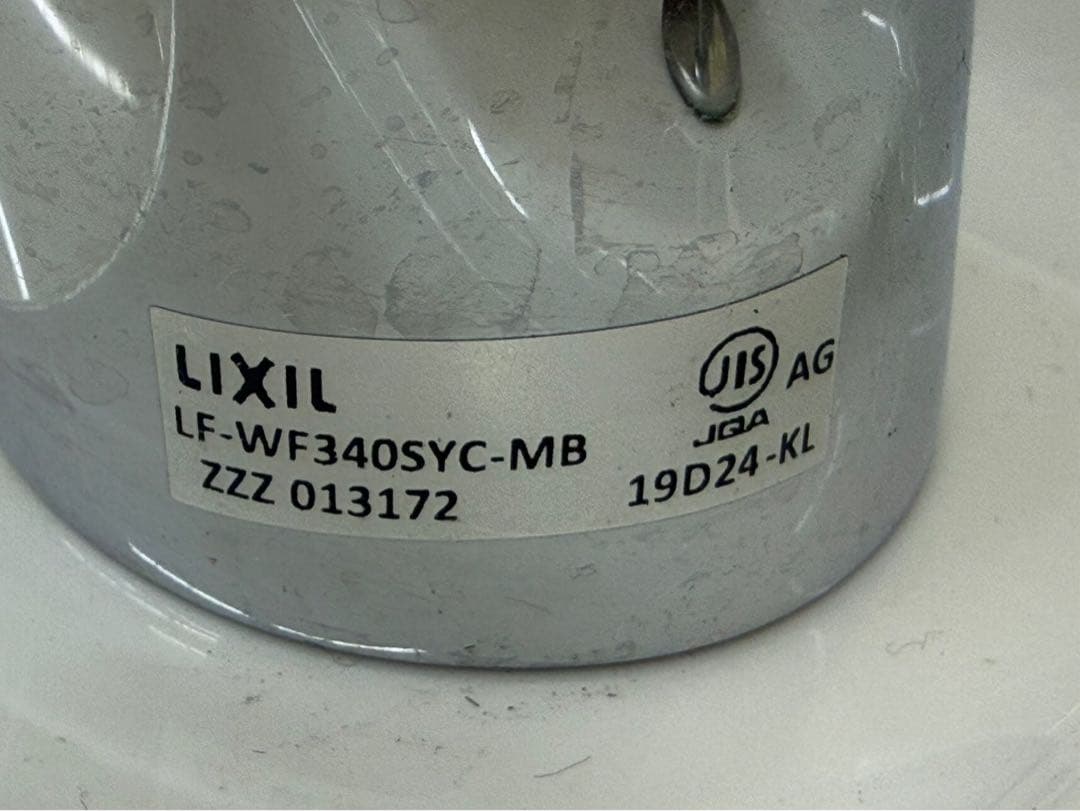 LIXIL
LF-WF340SYC-MB
ZZZ 013172
JIS AG
JQA
19D24-KL